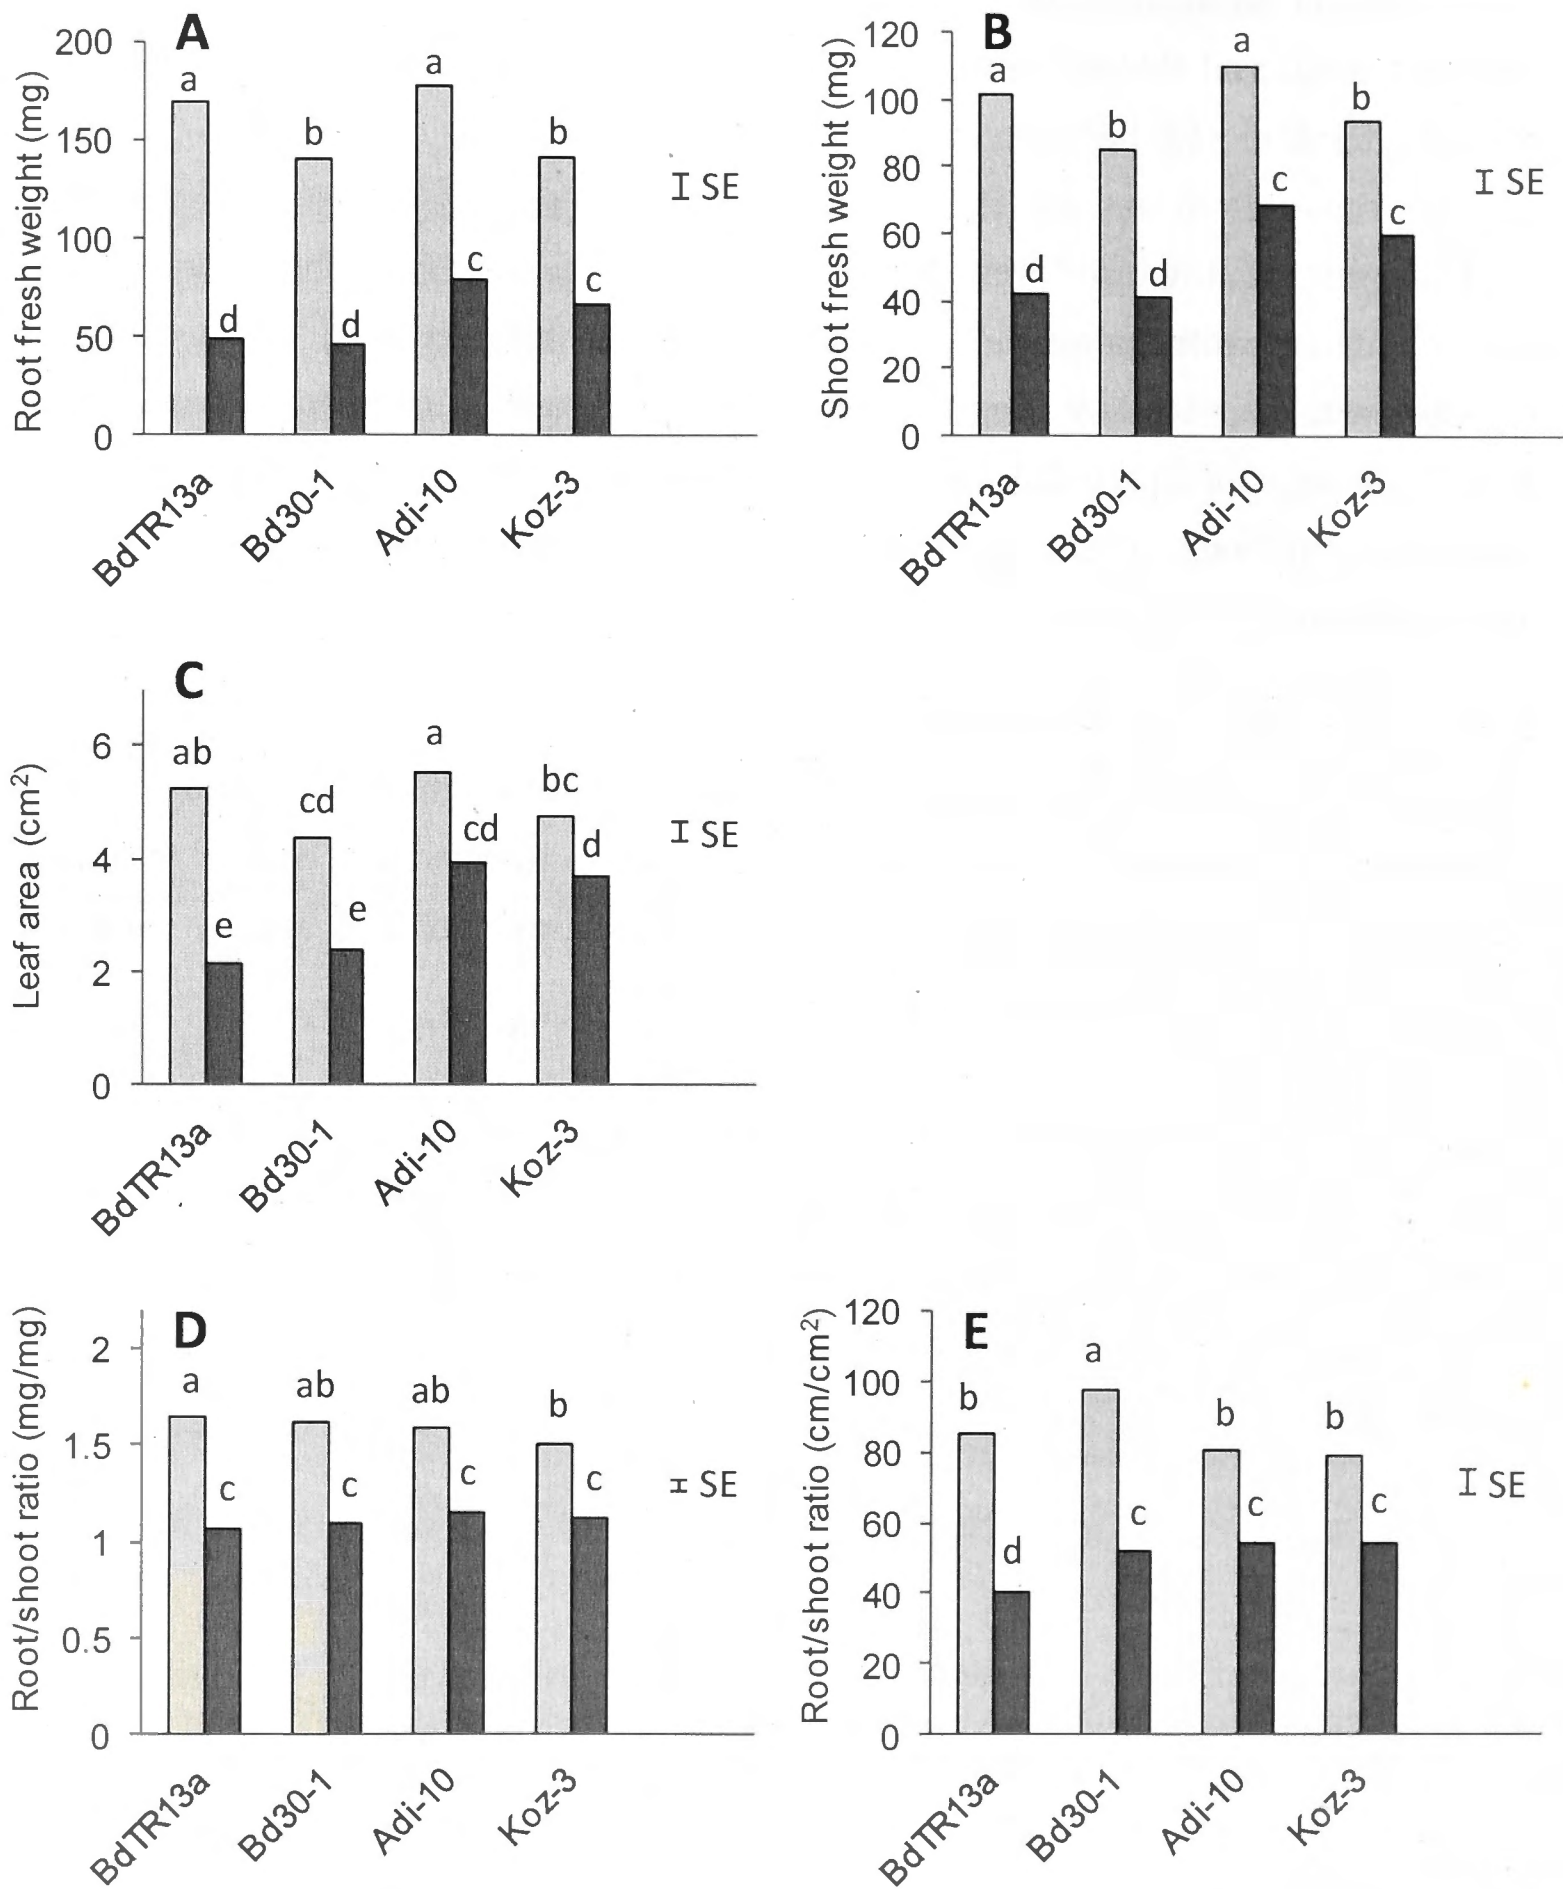 A
Root fresh weight (mg)
200
150
100
50
0
a
d
b
d
a
c
b
c
SE
BdTR13a
Bd30-1
Adi-10
Koz-3
B
Shoot fresh weight (mg)
120
100
80
60
40
20
0
a
d
b
d
a
c
b
c
SE
BdTR13a
Bd30-1
Adi-10
Koz-3
C
Leaf area (cm²)
6
4
2
0
ab
e
cd
e
a
cd
bc
d
SE
BdTR13a
Bd30-1
Adi-10
Koz-3
D
Root/shoot ratio (mg/mg)
2
1.5
1
0.5
0
a
c
ab
c
ab
c
b
c
SE
BdTR13a
Bd30-1
Adi-10
Koz-3
E
Root/shoot ratio (cm/cm²)
120
100
80
60
40
20
0
b
d
a
c
b
c
b
c
SE
BdTR13a
Bd30-1
Adi-10
Koz-3